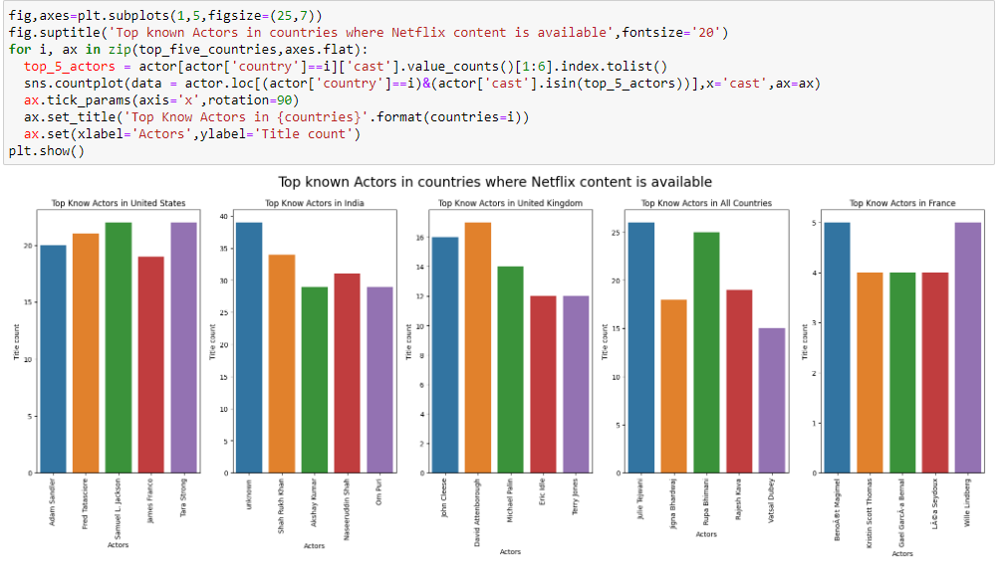 fig,axes=plt.subplots(1,5,figsize=(25,7))
fig.suptitle('Top known Actors in countries where Netflix content is available',fontsize='20')
for i, ax in zip(top_five_countries,axes.flat):
  top_5_actors = actor[actor['country']==i]['cast'].value_counts()[1:6].index.tolist()
  sns.countplot(data = actor.loc[(actor['country']==i)&(actor['cast'].isin(top_5_actors))],x='cast',ax=ax)
  ax.tick_params(axis='x',rotation=90)
  ax.set_title('Top Know Actors in {countries}'.format(countries=i))
  ax.set(xlabel='Actors',ylabel='Title count')
plt.show()
Top known Actors in countries where Netflix content is available
Top Know Actors in United States
Title count
20
15
10
5
0
Adam Sandler
Fred Tatasciore
Samuel L. Jackson
James Franco
Tara Strong
Actors
Top Know Actors in India
Title count
40
35
30
25
20
15
10
5
0
unknown
Shah Rukh Khan
Akshay Kumar
Naseeruddin Shah
Om Puri
Actors
Top Know Actors in United Kingdom
Title count
16
14
12
10
8
6
4
2
0
John Cleese
David Attenborough
Michael Palin
Eric Idle
Terry Jones
Actors
Top Know Actors in All Countries
Title count
25
20
15
10
5
0
Julie Tejwani
Jigna Bhardwaj
Rupa Bhimani
Rajesh Kava
Vatsal Dubey
Actors
Top Know Actors in France
Title count
5
4
3
2
1
0
BenoÃ®t Magimel
Kristin Scott Thomas
Gael GarcÃ­a Bernal
LÃ©a Seydoux
Wille Lindberg
Actors